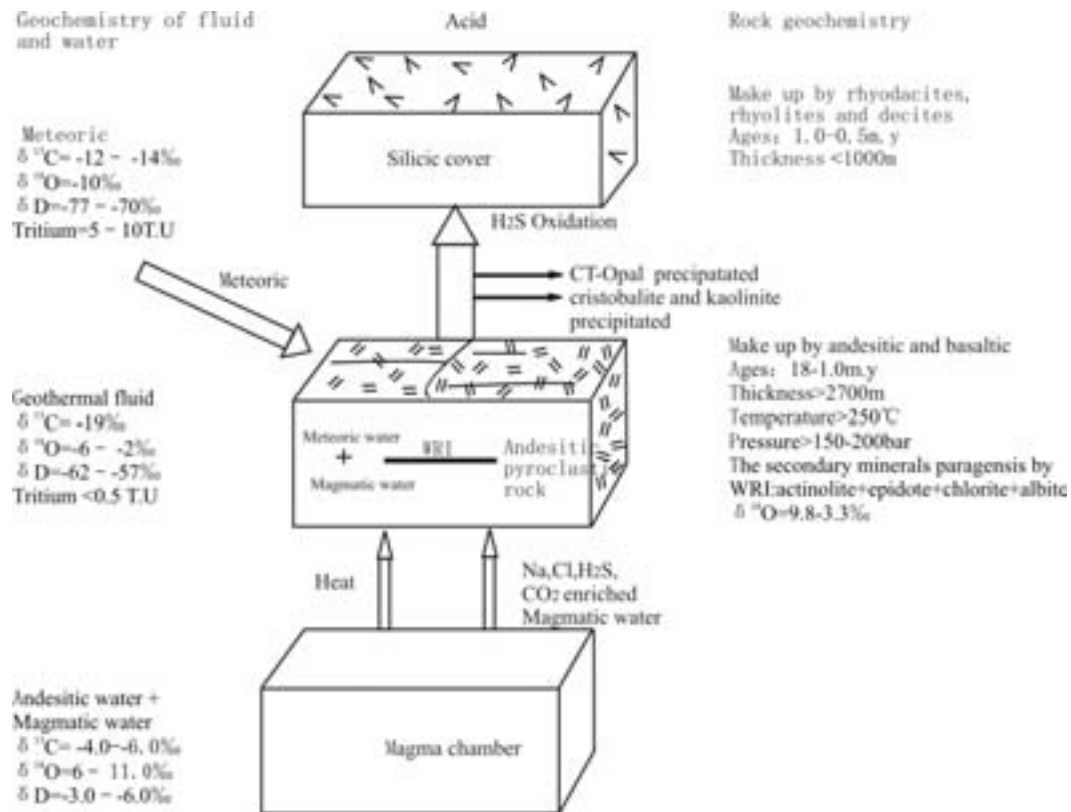 Geochemistry of fluid
and water
Acid
Rock geochemistry
Make up by rhyodacites,
rhyolites and decites
Ages: 1.0-0.5m.y
Thickness <1000m
Meteoric
δ ¹³C= -12 - -14‰
δ ¹⁸O=-10‰
δ D=-77 - -70‰
Tritium=5 - 10T.U
Silicic cover
H2S Oxidation
Meteoric
CT-Opal precipatated
cristobalite and kaolinite
precipitated
Make up by andesitic and basaltic
Ages: 18-1.0m.y
Thickness>2700m
Temperature>250℃
Pressure>150-200bar
The secondary minerals paragensis by
WRI:actinolite+epidote+chlorite+albite
δ ¹⁸O=9.8-3.3‰
Geothermal fluid
δ ¹³C= -19‰
δ ¹⁸O=-6 - -2‰
δ D=-62 - -57‰
Tritium <0.5 T.U
Meteoric water
+
Magmatic water
WRI
Andesitic
pyroclast
rock
Heat
Na,Cl,H2S,
CO2 enriched
Magmatic water
Andesitic water +
Magmatic water
δ ¹³C= -4.0--6.0‰
δ ¹⁸O=6 - 11.0‰
δ D=-3.0 - -6.0‰
Magma chamber